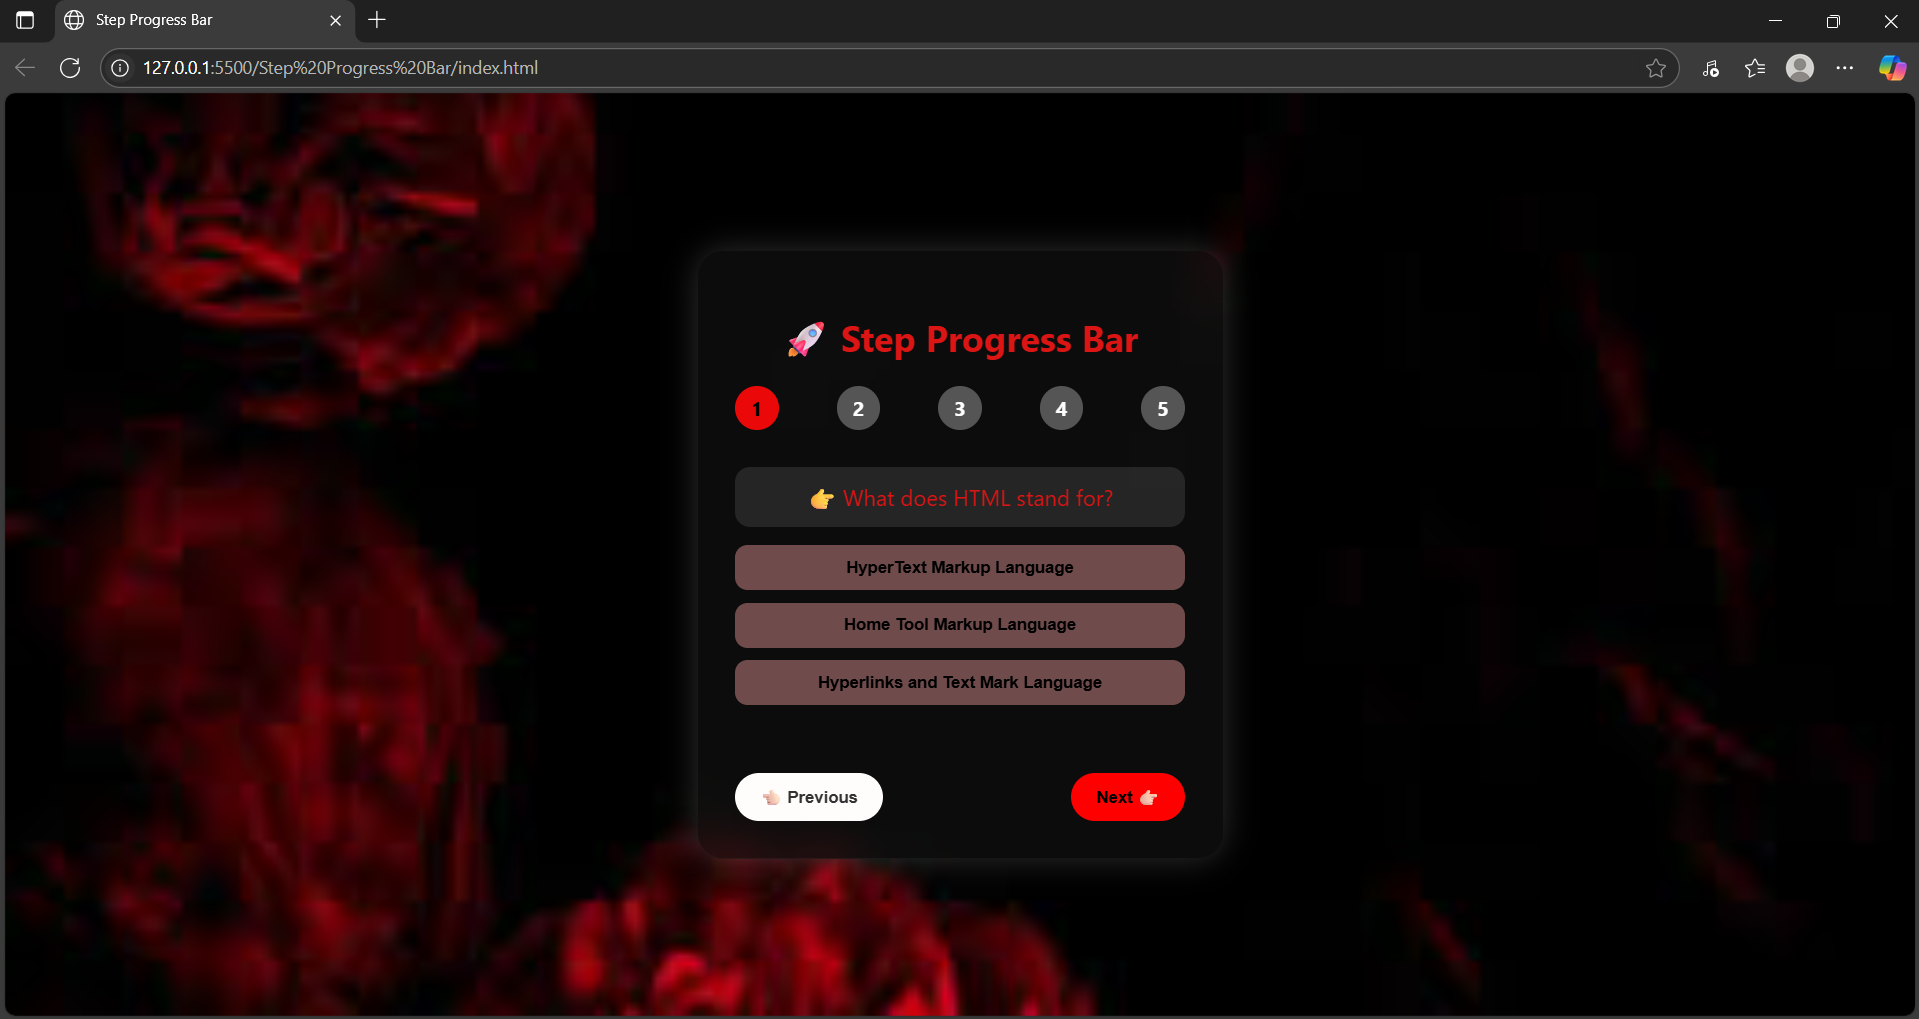 Step Progress Bar
127.0.0.1:5500/Step%20Progress%20Bar/index.html
🚀 Step Progress Bar
1 2 3 4 5
👉 What does HTML stand for?
HyperText Markup Language
Home Tool Markup Language
Hyperlinks and Text Mark Language
👈🏻 Previous Next 👉🏻